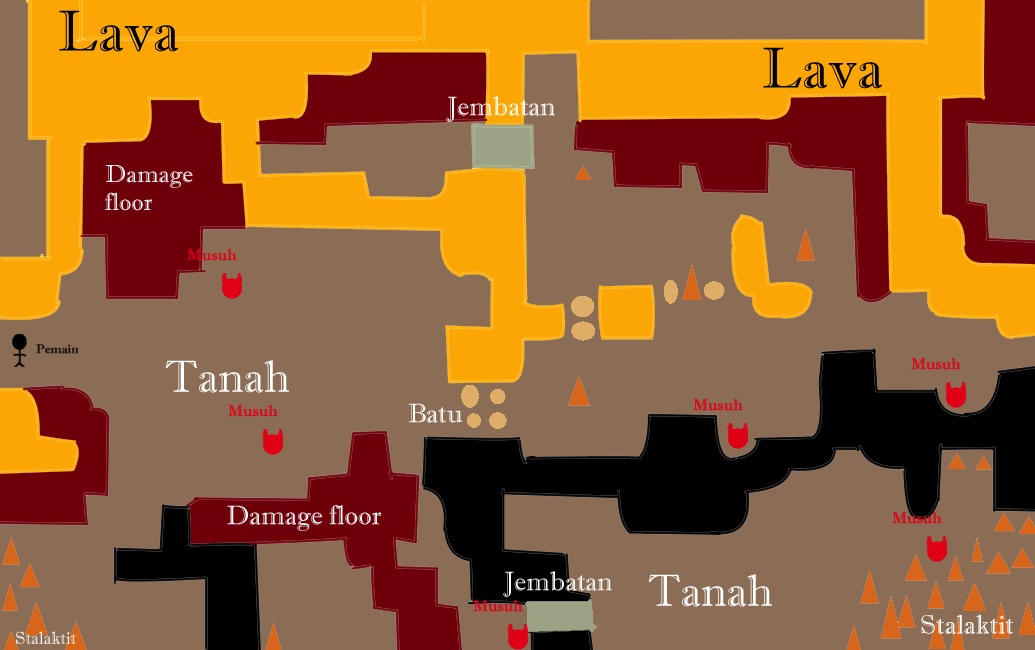 Lava
Lava
Jembatan
Damage
floor
Musuh
Pemain
Tanah
Musuh
Musuh
Musuh
Batu
Damage floor
Musuh
Jembatan
Tanah
Musuh
Stalaktit
Stalaktit